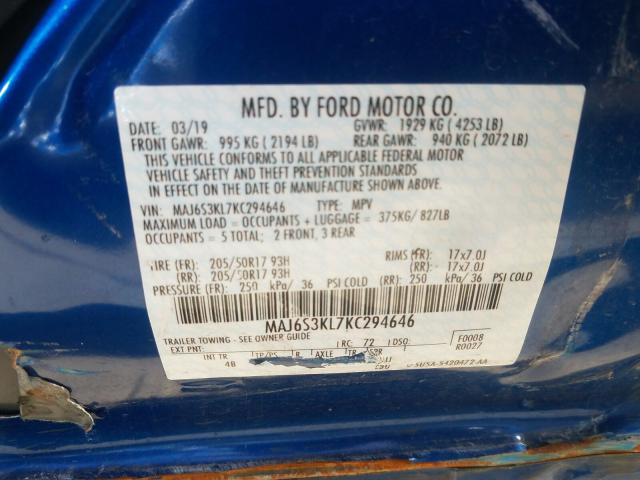 MFD. BY FORD MOTOR CO.
DATE: 03/19 GVWR: 1929 KG ( 4253 LB)
FRONT GAWR: 995 KG ( 2194 LB) REAR GAWR: 940 KG ( 2072 LB)
THIS VEHICLE CONFORMS TO ALL APPLICABLE FEDERAL MOTOR
VEHICLE SAFETY AND THEFT PREVENTION STANDARDS
IN EFFECT ON THE DATE OF MANUFACTURE SHOWN ABOVE.
VIN: MAJ6S3KL7KC294646 TYPE: MPV
MAXIMUM LOAD = OCCUPANTS + LUGGAGE = 375KG/ 827LB
OCCUPANTS = 5 TOTAL; 2 FRONT, 3 REAR
TIRE (FR): 205/50R17 93H RIMS (FR): 17x7.0J
(RR): 205/50R17 93H (RR): 17x7.0J
PRESSURE (FR): 250 kPa/ 36 PSI COLD (RR): 250 kPa/ 36 PSI COLD
MAJ6S3KL7KC294646
TRAILER TOWING - SEE OWNER GUIDE
EXT PNT: RC: 72 DSO: F0008
R0027
INT TR TP/PS R AXLE TR SPR
4B 5U5A-5420472-AA